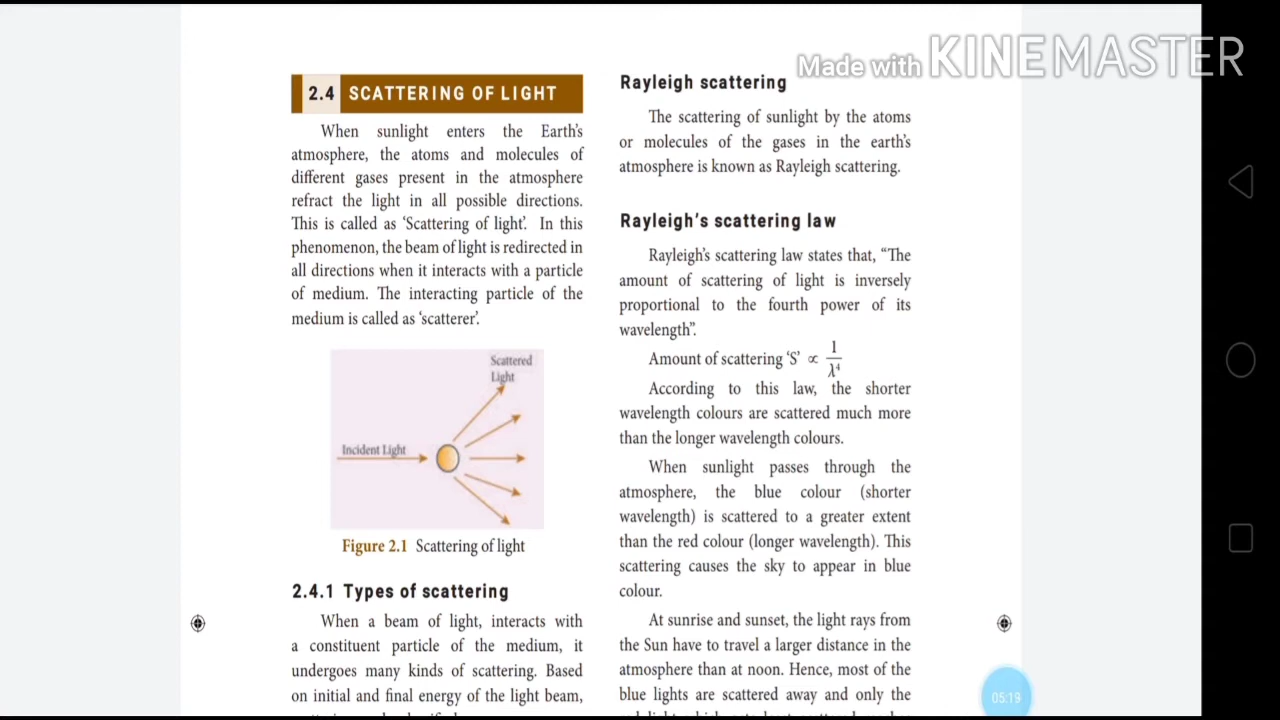 Made with KINEMASTER
2.4 SCATTERING OF LIGHT
When sunlight enters the Earth's
atmosphere, the atoms and molecules of
different gases present in the atmosphere
refract the light in all possible directions.
This is called as 'Scattering of light'. In this
phenomenon, the beam of light is redirected in
all directions when it interacts with a particle
of medium. The interacting particle of the
medium is called as 'scatterer'.
Scattered
Light
Incident Light
Figure 2.1 Scattering of light
2.4.1 Types of scattering
When a beam of light, interacts with
a constituent particle of the medium, it
undergoes many kinds of scattering. Based
on initial and final energy of the light beam,
Rayleigh scattering
The scattering of sunlight by the atoms
or molecules of the gases in the earth's
atmosphere is known as Rayleigh scattering.
Rayleigh's scattering law
Rayleigh's scattering law states that, "The
amount of scattering of light is inversely
proportional to the fourth power of its
wavelength".
Amount of scattering 'S' ∝ 1/λ⁴
According to this law, the shorter
wavelength colours are scattered much more
than the longer wavelength colours.
When sunlight passes through the
atmosphere, the blue colour (shorter
wavelength) is scattered to a greater extent
than the red colour (longer wavelength). This
scattering causes the sky to appear in blue
colour.
At sunrise and sunset, the light rays from
the Sun have to travel a larger distance in the
atmosphere than at noon. Hence, most of the
blue lights are scattered away and only the
05:19